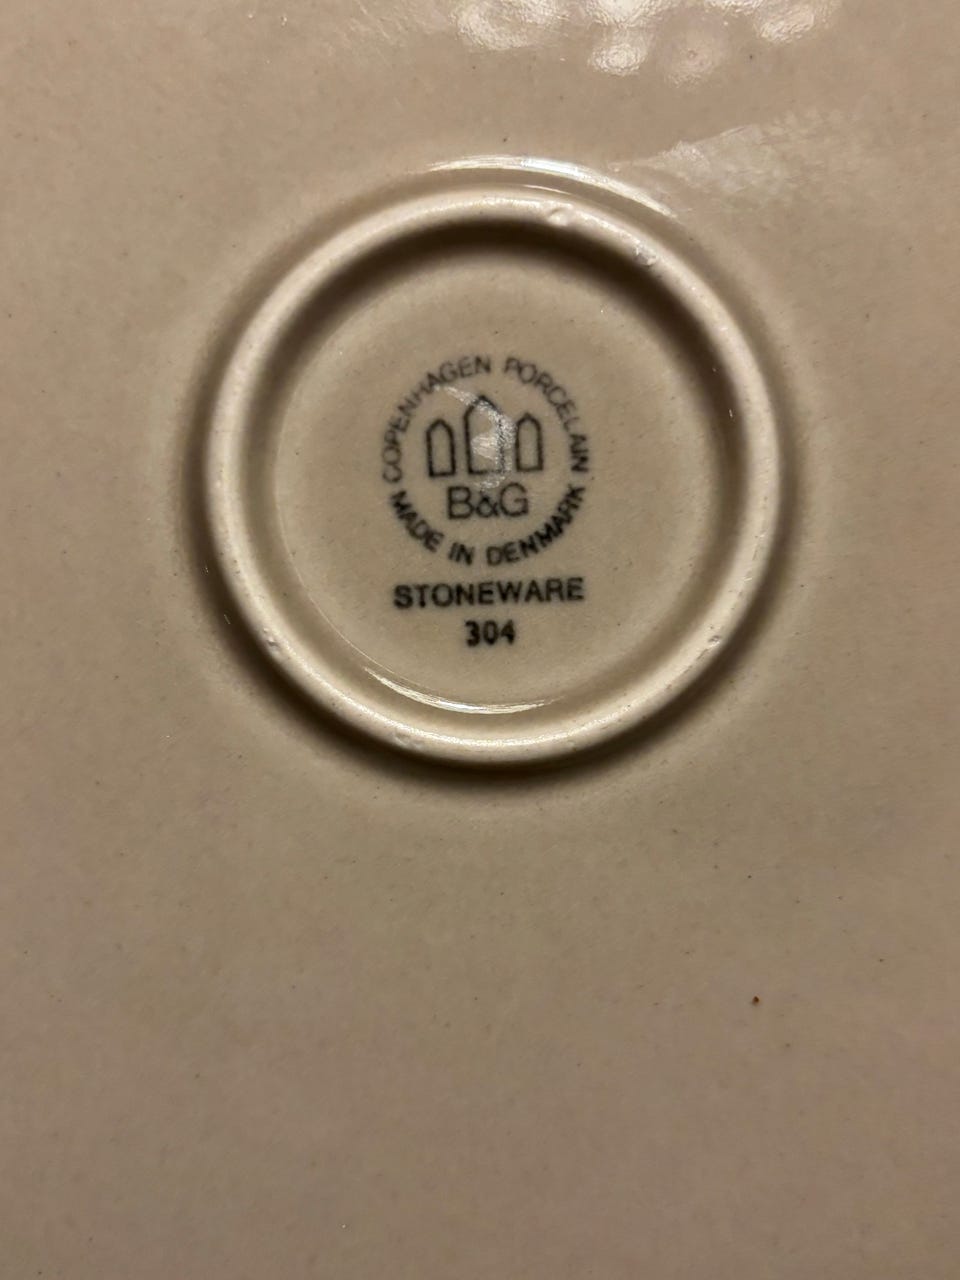 COPENHAGEN PORCELAIN
B&G
MADE IN DENMARK
STONEWARE
304